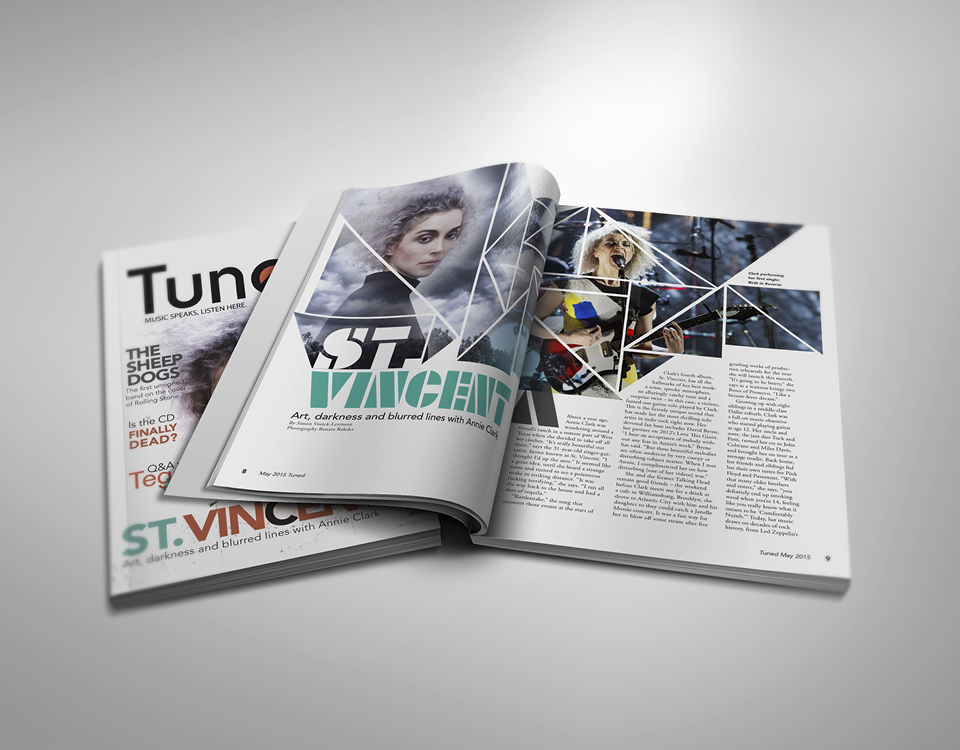 Tun
MUSIC SPEAKS, LISTEN HERE.
THE
SHEEP
DOGS
The first unsigned
band on the cover
of Rolling Stone
Is the CD
FINALLY
DEAD?
Q&A
Teg
ST.VINCE
Art, darkness and blurred lines with Annie Clark
ST.
VINCENT
Art, darkness and blurred lines with Annie Clark
By Simon Vozick-Levinson
Photography Renata Raksha
8 May 2015 Tuned
Clark performing
her first single:
Birth in Reverse
A
About a year ago,
Annie Clark was
wandering around a
friend's ranch in a remote part of West
Texas when she decided to take off all
her clothes. "It's really beautiful out
there," says the 31-year-old singer-gui-
tarist, better known as St. Vincent. "I
thought I'd up the ante." It seemed like
a great idea, until she heard a strange
noise and turned to see a poisonous
snake in striking distance. "It was
fucking terrifying," she says. "I ran all
the way back to the house and had a
shot of tequila."
"Rattlesnake," the song that
recounts those events at the start of
Clark's fourth album,
St. Vincent, has all the
hallmarks of her best work:
a tense, spooky atmosphere,
an alluringly catchy tune and a
surprise twist – in this case, a violent,
fuzzed-out guitar solo played by Clark.
This is the fiercely unique sound that
has made her the most thrilling solo
artist in indie rock right now. Her
devoted fan base includes David Byrne,
her partner on 2012's Love This Giant.
"I hear an acceptance of melody with-
out any fear in Annie's work," Byrne
says. "But these beautiful melodies
are often undercut by very creepy or
disturbing subject matter. When I met
Annie, I complimented her on how
disturbing [one of her videos] was."
She and the former Talking Head
remain good friends – the weekend
before Clark meets me for a drink at
a cafe in Williamsburg, Brooklyn, she
drove to Atlantic City with him and his
daughter so they could catch a Janelle
Monáe concert. It was a fun way for
her to blow off some steam after five
grueling weeks of produc-
tion rehearsals for the tour
she will launch this month.
"It's going to be heavy," she
says as a waitress brings two
flutes of Prosecco. "Like a
bizarre fever dream."
Growing up with eight
siblings in a middle-class
Dallas suburb, Clark was
a full-on music obsessive
who started playing guitar
at age 12. Her uncle and
aunt, the jazz duo Tuck and
Patti, turned her on to John
Coltrane and Miles Davis,
and brought her on tour as a
teenage roadie. Back home,
her friends and siblings fed
her their own tastes for Pink
Floyd and Pavement. "With
that many older brothers
and sisters," she says, "you
definitely end up smoking
weed when you're 14, feeling
like you really know what it
means to be 'Comfortably
Numb.'" Today, her music
draws on decades of rock
history, from Led Zeppelin's
Tuned May 2015 9